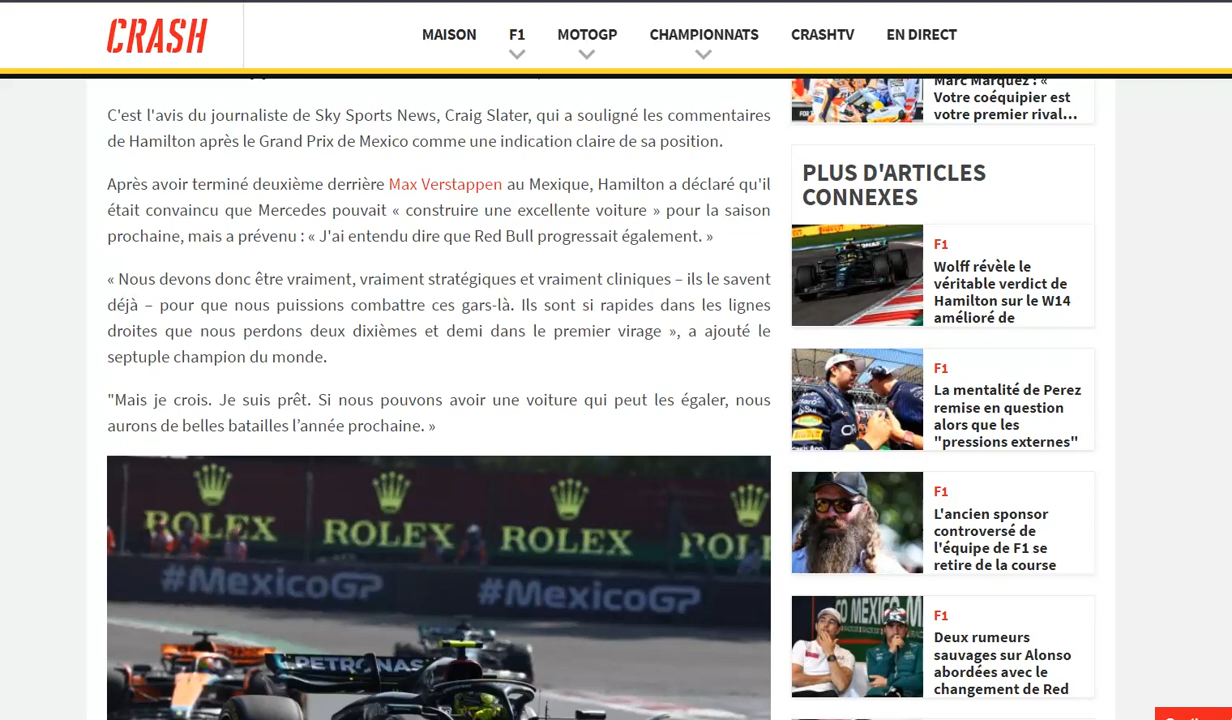 CRASH
MAISON F1 MOTOGP CHAMPIONNATS CRASHTV EN DIRECT
C'est l'avis du journaliste de Sky Sports News, Craig Slater, qui a souligné les commentaires
de Hamilton après le Grand Prix de Mexico comme une indication claire de sa position.
Après avoir terminé deuxième derrière Max Verstappen au Mexique, Hamilton a déclaré qu'il
était convaincu que Mercedes pouvait « construire une excellente voiture » pour la saison
prochaine, mais a prévenu : « J'ai entendu dire que Red Bull progressait également. »
« Nous devons donc être vraiment, vraiment stratégiques et vraiment cliniques – ils le savent
déjà – pour que nous puissions combattre ces gars-là. Ils sont si rapides dans les lignes
droites que nous perdons deux dixièmes et demi dans le premier virage », a ajouté le
septuple champion du monde.
"Mais je crois. Je suis prêt. Si nous pouvons avoir une voiture qui peut les égaler, nous
aurons de belles batailles l’année prochaine. »
ROLEX ROLEX ROLEX ROL
#MexicoGP #MexicoGP
PETRONAS
Marc Marquez : «
Votre coéquipier est
votre premier rival...
PLUS D'ARTICLES
CONNEXES
F1
Wolff révèle le
véritable verdict de
Hamilton sur le W14
amélioré de
F1
La mentalité de Perez
remise en question
alors que les
"pressions externes"
F1
L'ancien sponsor
controversé de
l'équipe de F1 se
retire de la course
F1
Deux rumeurs
sauvages sur Alonso
abordées avec le
changement de Red